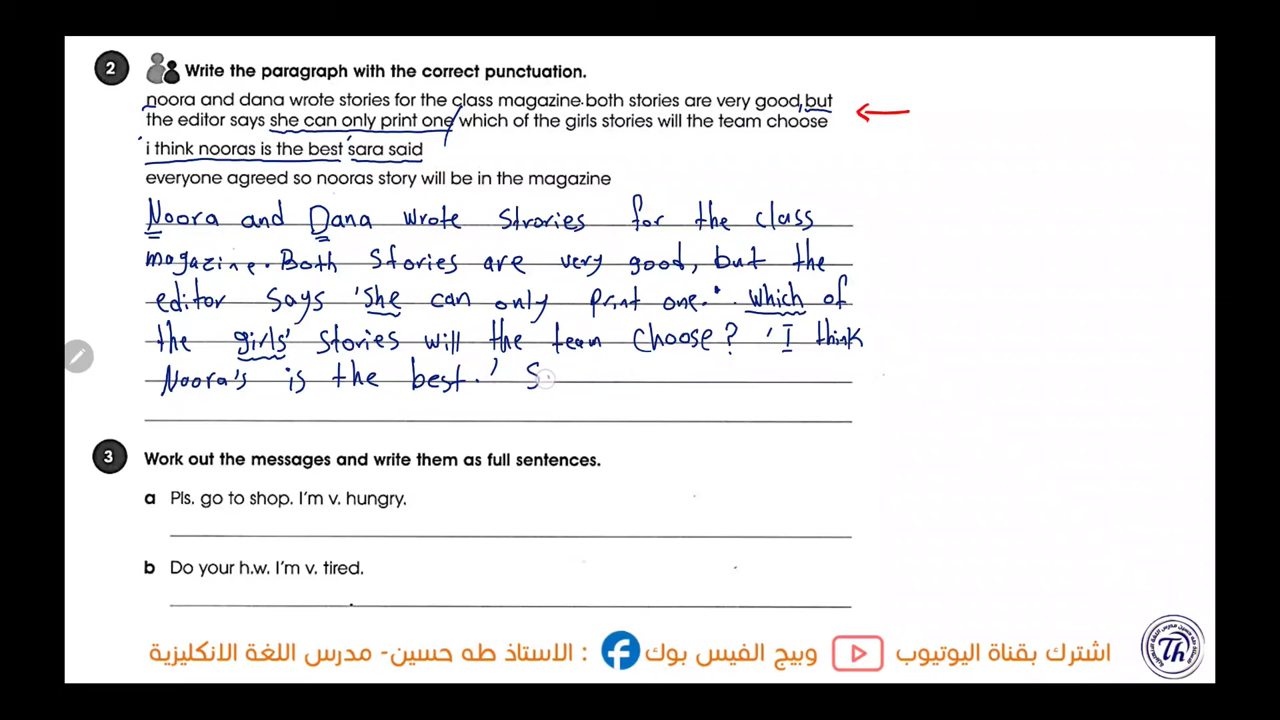 2 Write the paragraph with the correct punctuation.
noora and dana wrote stories for the class magazine. both stories are very good, but
the editor says she can only print one which of the girls stories will the team choose
'i think nooras is the best 'sara said
everyone agreed so nooras story will be in the magazine
Noora and Dana wrote Strories for the class
magazine. Both Stories are very good, but the
editor says 'she can only print one.' Which of
the girls' stories will the team choose? 'I think
Noora's is the best.' S
3 Work out the messages and write them as full sentences.
a Pls. go to shop. I'm v. hungry.
b Do your h.w. I'm v. tired.
اشترك بقناة اليوتيوب وبيج الفيس بوك : الاستاذ طه حسين- مدرس اللغة الانكليزية
Th